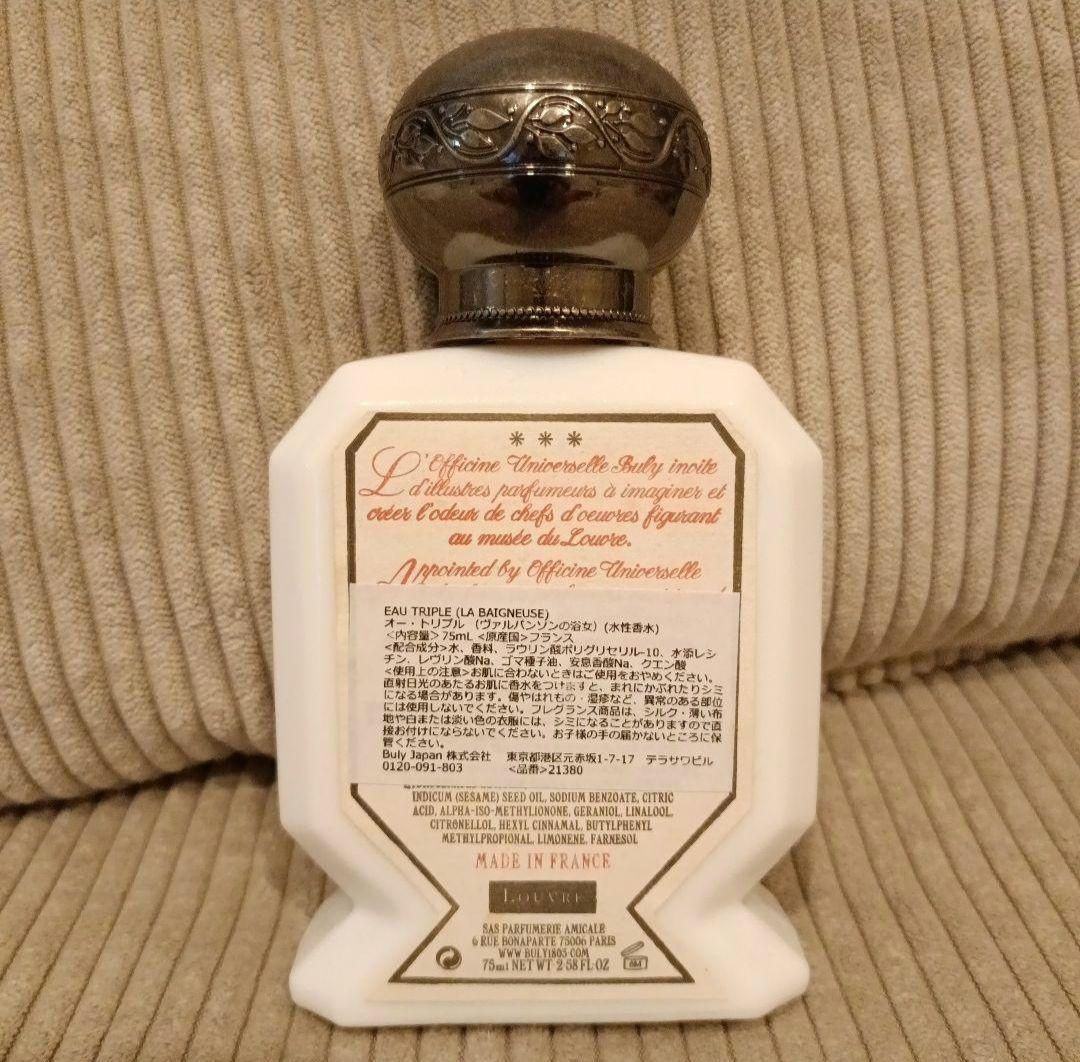 ***
L'Officine Universelle Buly invite
d'illustres parfumeurs à imaginer et
créer l'odeur de chefs d'oeuvres figurant
au musée du Louvre.
Appointed by Officine Universelle
EAU TRIPLE (LA BAIGNEUSE)
オー・トリプル (ヴァルパンソンの浴女) (水性香水)
<内容量> 75mL <原産国>フランス
<配合成分>水、香料、ラウリン酸ポリグリセリル-10、水添レシ
チン、レヴリン酸Na、ゴマ種子油、安息香酸Na、クエン酸
<使用上の注意>お肌に合わないときはご使用をおやめください。
直射日光のあたるお肌に香水をつけますと、まれにかぶれたりシミ
になる場合があります。傷やはれもの・湿疹など、異常のある部位
には使用しないでください。フレグランス商品は、シルク・薄い布
地や白または淡い色の衣服には、シミになることがありますので直
接お付けにならないでください。お子様の手の届かないところに保
管ください。
Buly Japan 株式会社 東京都港区元赤坂1-7-17 テラサワビル
0120-091-803 <品番>21380
INDICUM (SESAME) SEED OIL, SODIUM BENZOATE, CITRIC
ACID, ALPHA-ISO-METHYLIONONE, GERANIOL, LINALOOL,
CITRONELLOL, HEXYL CINNAMAL, BUTYLPHENYL
METHYLPROPIONAL, LIMONENE, FARNESOL
MADE IN FRANCE
LOUVRE
SAS PARFUMERIE AMICALE
6 RUE BONAPARTE 75006 PARIS
WWW.BULY1803.COM
75ml NET WT 2.58 FL.OZ
6M